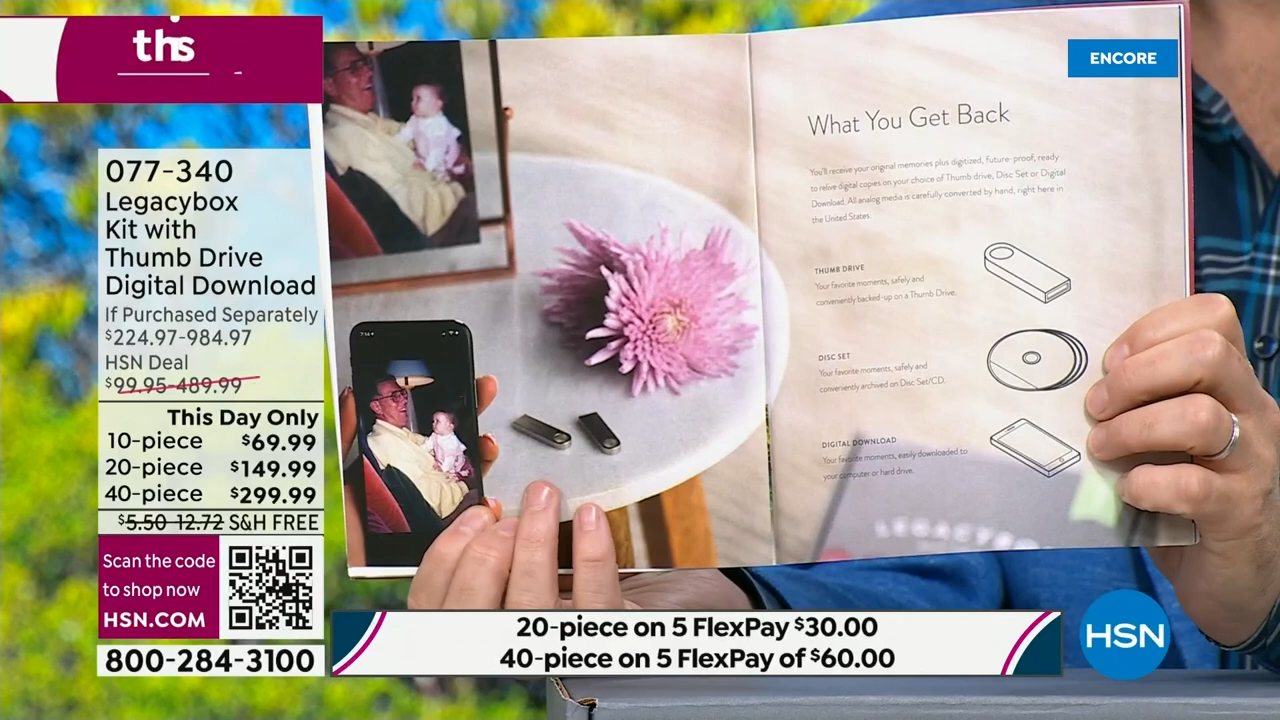 ths
077-340
Legacybox
Kit with
Thumb Drive
Digital Download
If Purchased Separately
$224.97-984.97
HSN Deal
$99.95-489.99
This Day Only
10-piece $69.99
20-piece $149.99
40-piece $299.99
$5.50-12.72 S&H FREE
Scan the code
to shop now
HSN.COM
800-284-3100
ENCORE
What You Get Back
You'll receive your original memories plus digitized, future-proof, ready
to relive digital copies on your choice of Thumb drive, Disc Set or Digital
Download. All analog media is carefully converted by hand, right here in
the United States.
THUMB DRIVE
Your favorite moments, safely and
conveniently backed-up on a Thumb Drive.
DISC SET
Your favorite moments, safely and
conveniently archived on Disc Set/CD.
DIGITAL DOWNLOAD
Your favorite moments, easily downloaded to
your computer or hard drive.
LEGACYBOX
20-piece on 5 FlexPay $30.00
40-piece on 5 FlexPay of $60.00
HSN